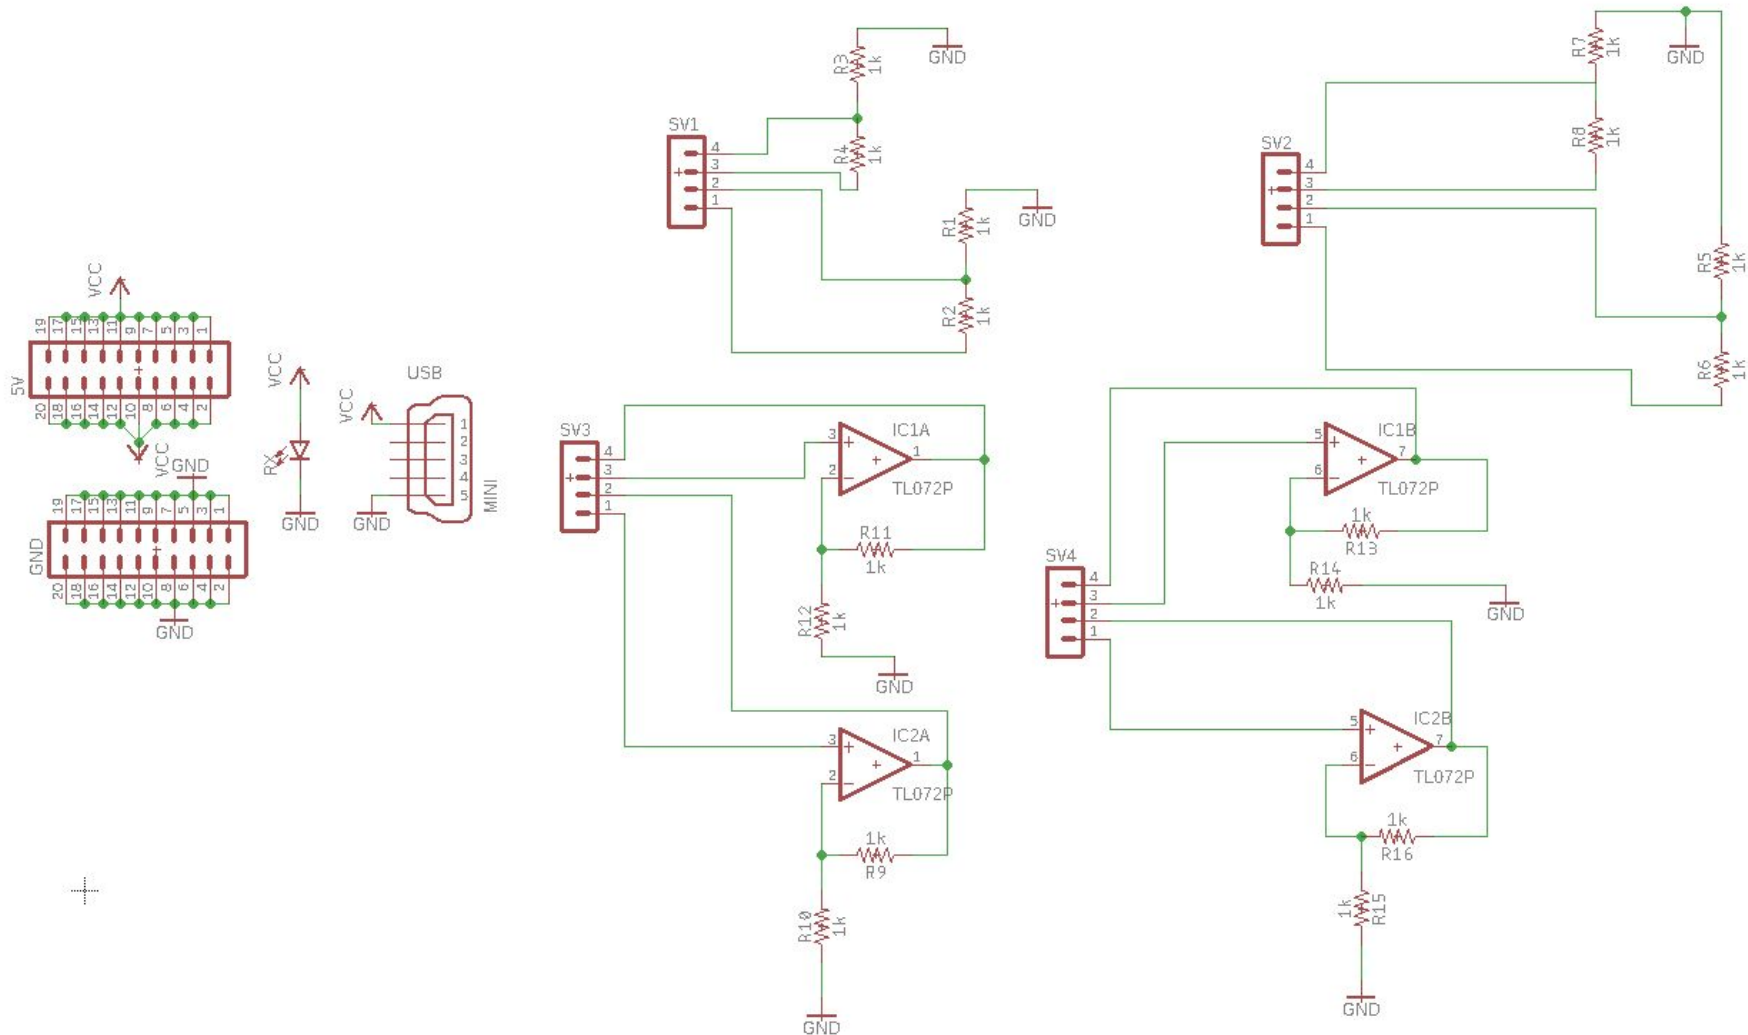 R3
1k
GND
R4
1k
SV1
4
3
2
1
R1
1k
GND
R2
1k
R7
1k
GND
R8
1k
SV2
4
3
2
1
R5
1k
R6
1k
VCC
19
17
15
13
11
9
7
5
3
1
5V
20
18
16
14
12
10
8
6
4
2
VCC
GND
19
17
15
13
11
9
7
5
3
1
GND
20
18
16
14
12
10
8
6
4
2
GND
VCC
RX
GND
USB
VCC
1
2
3
4
5
MINI
GND
SV3
4
3
2
1
IC1A
3
2
1
TL072P
R11
1k
R12
1k
GND
IC2A
3
2
1
TL072P
1k
R9
R10
1k
GND
IC1B
5
6
7
TL072P
1k
R13
R14
1k
GND
SV4
4
3
2
1
IC2B
5
6
7
TL072P
1k
R16
1k
R15
GND